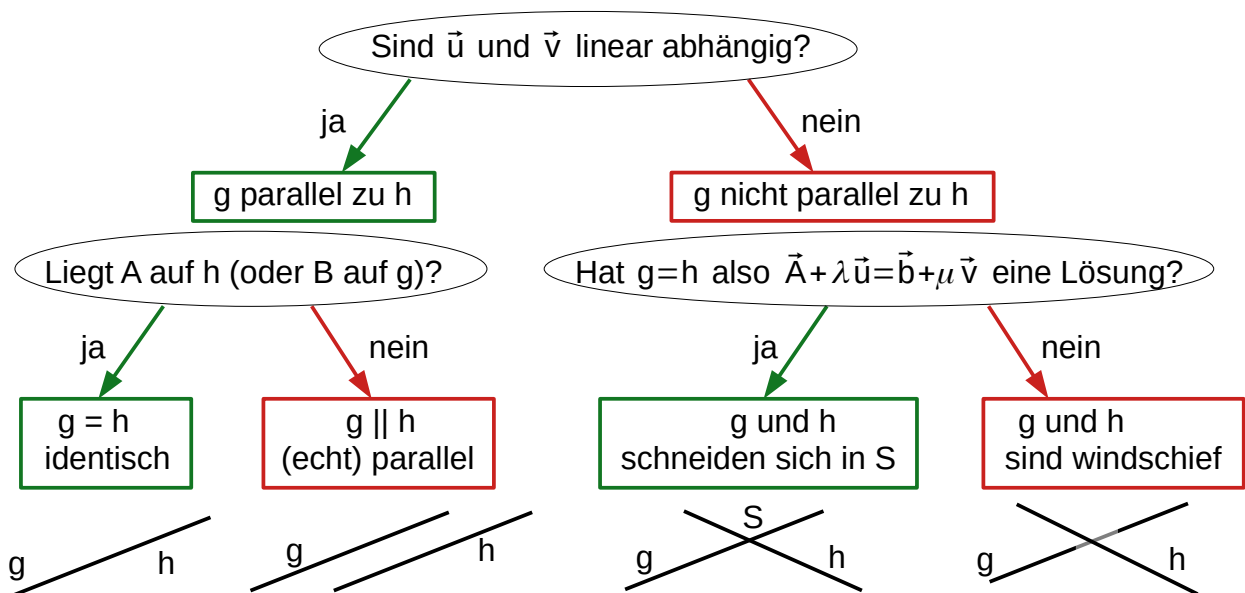 Sind u⃗ und v⃗ linear abhängig?
ja
nein
g parallel zu h
g nicht parallel zu h
Liegt A auf h (oder B auf g)?
Hat g=h also A⃗+λu⃗=b⃗+μv⃗ eine Lösung?
ja
nein
ja
nein
g = h
identisch
g || h
(echt) parallel
g und h
schneiden sich in S
g und h
sind windschief
g
h
g
h
S
g
h
g
h